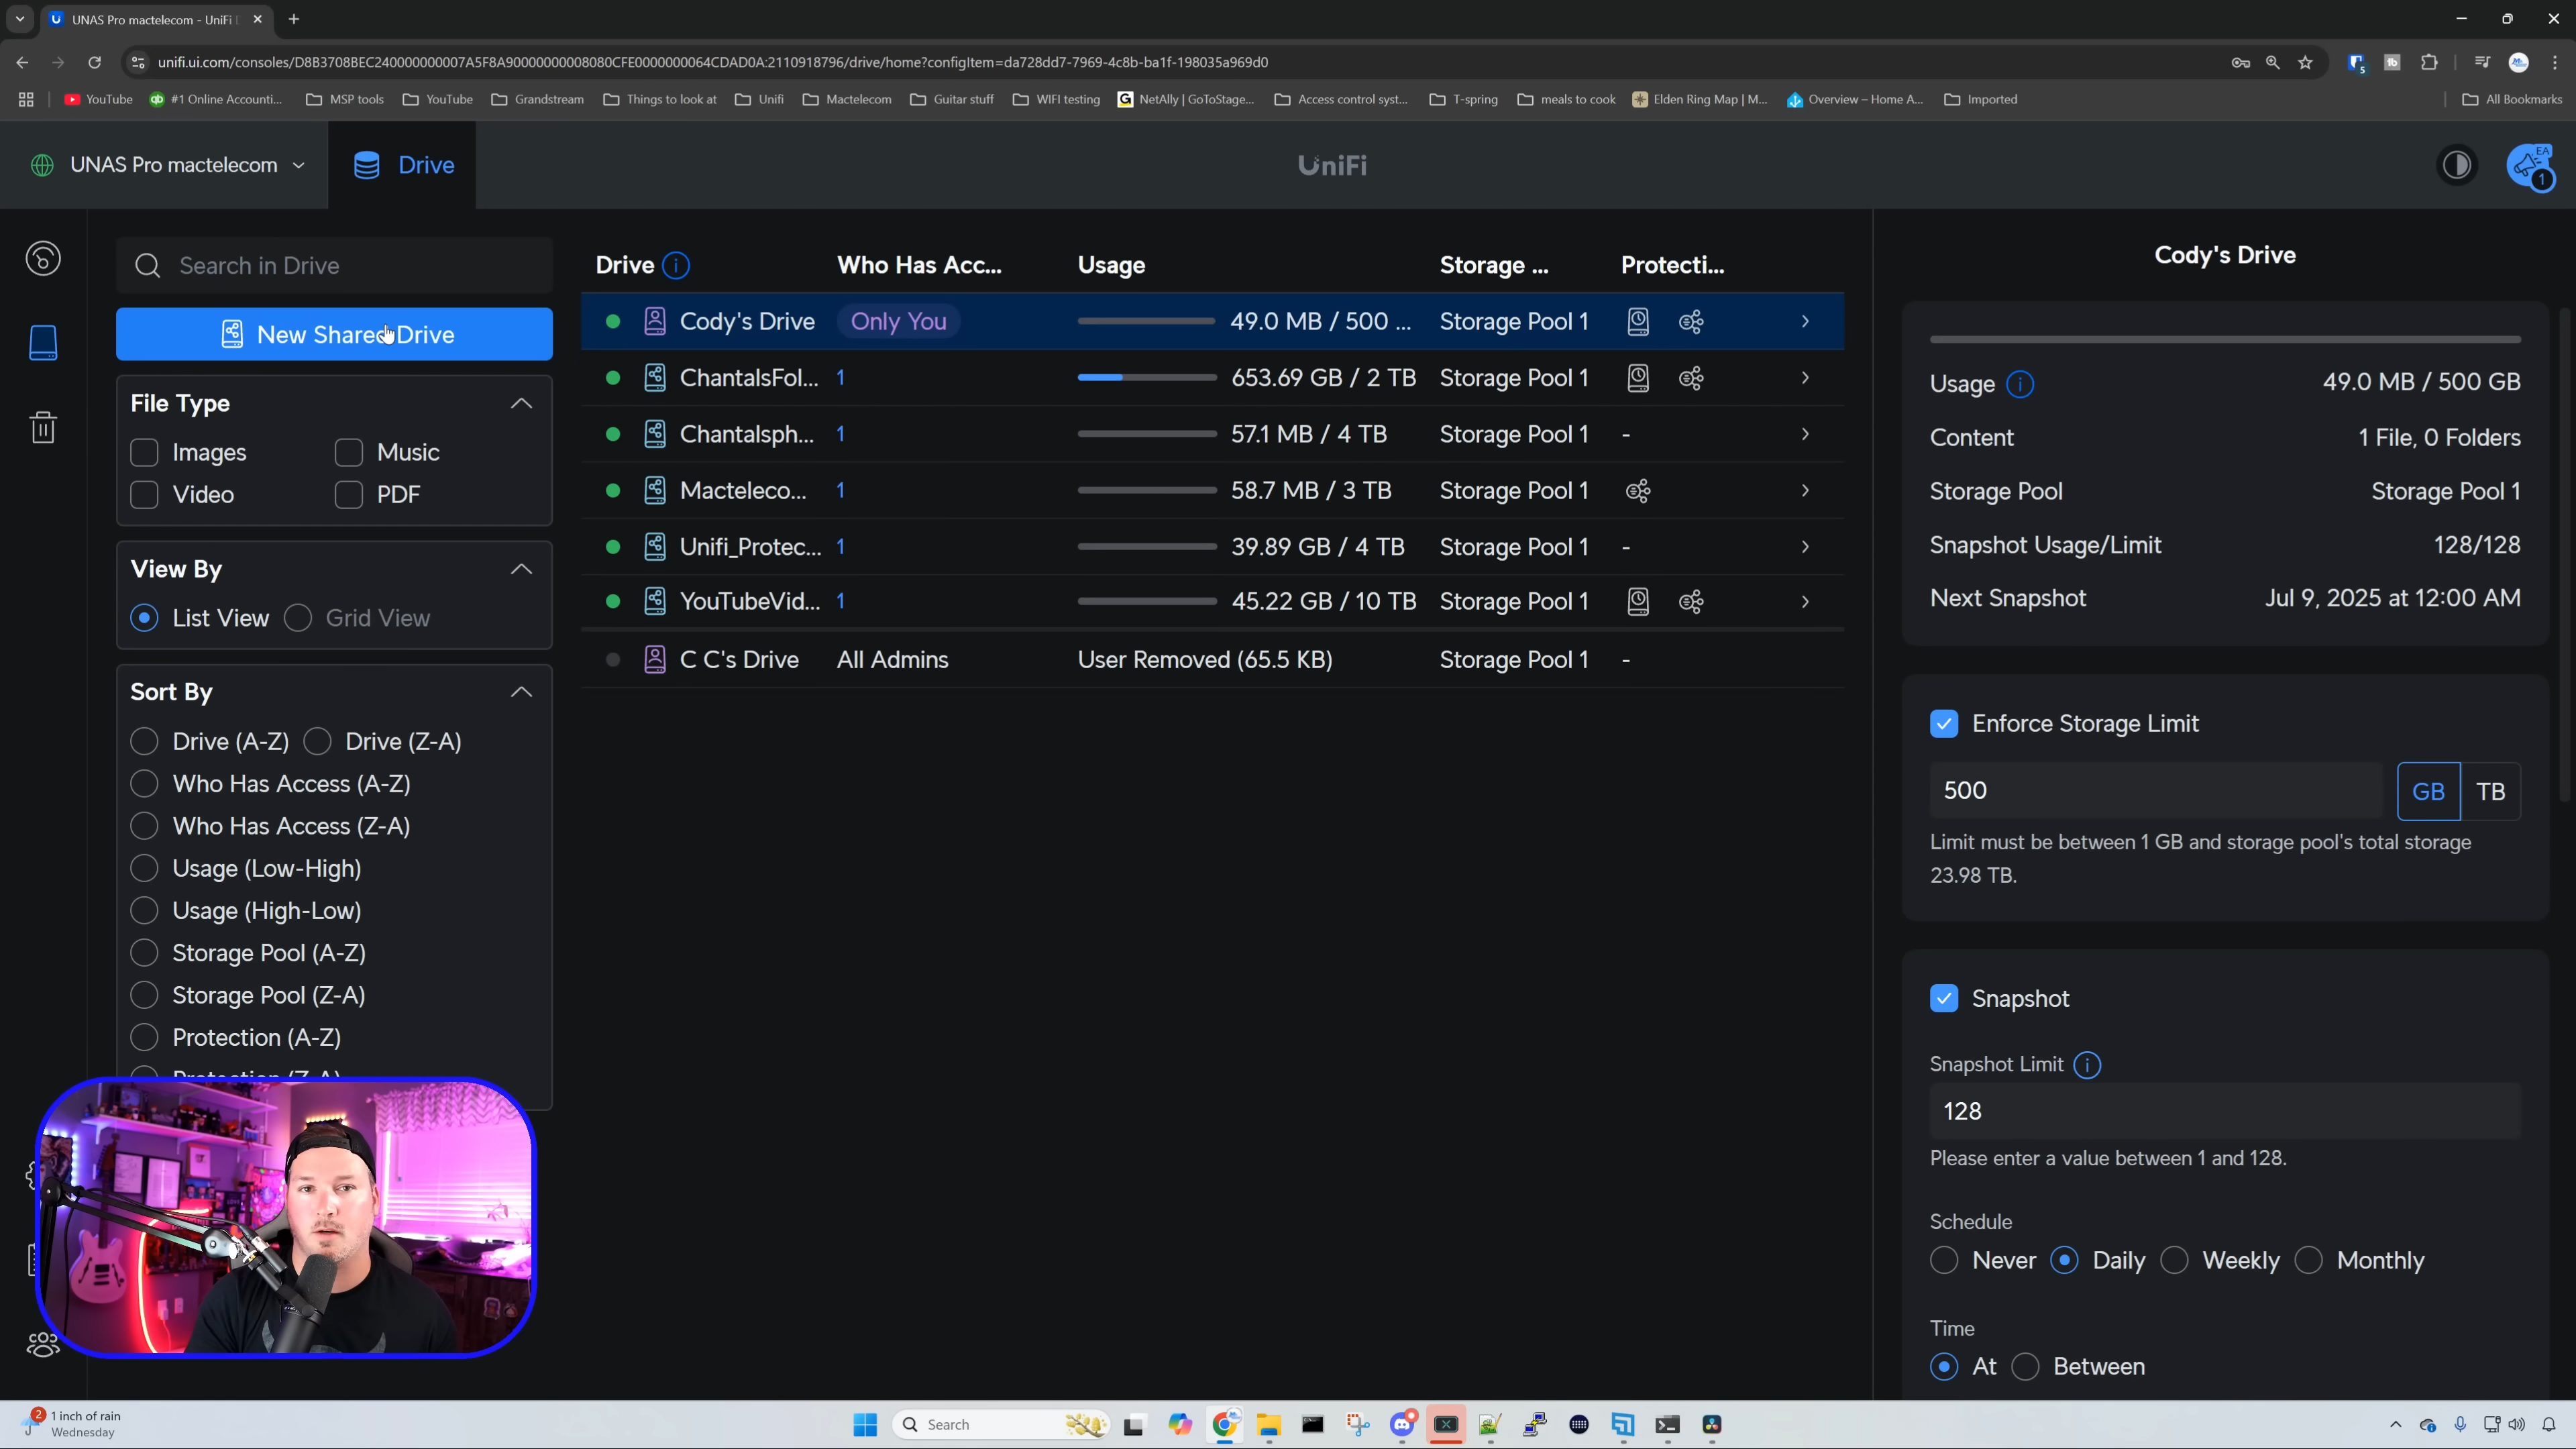 UNAS Pro mactelecom - UniFi
unifi.ui.com/consoles/D8B3708BEC240000000007A5F8A90000000008080CFE0000000064CDAD0A:2110918796/drive/home?configItem=da728dd7-7969-4c8b-ba1f-198035a969d0
5
YouTube #1 Online Accounti... MSP tools YouTube Grandstream Things to look at Unifi Mactelecom Guitar stuff WIFI testing NetAlly | GoToStage... Access control syst... T-spring meals to cook Elden Ring Map | M... Overview – Home A... Imported All Bookmarks
UNAS Pro mactelecom Drive UniFi EA 1
Search in Drive
New Shared Drive
File Type
Images Music
Video PDF
View By
List View Grid View
Sort By
Drive (A-Z) Drive (Z-A)
Who Has Access (A-Z)
Who Has Access (Z-A)
Usage (Low-High)
Usage (High-Low)
Storage Pool (A-Z)
Storage Pool (Z-A)
Protection (A-Z)
Protection (Z-A)
Drive Who Has Acc... Usage Storage ... Protecti...
Cody's Drive Only You 49.0 MB / 500 ... Storage Pool 1
ChantalsFol... 1 653.69 GB / 2 TB Storage Pool 1
Chantalsph... 1 57.1 MB / 4 TB Storage Pool 1 -
Macteleco... 1 58.7 MB / 3 TB Storage Pool 1
Unifi_Protec... 1 39.89 GB / 4 TB Storage Pool 1 -
YouTubeVid... 1 45.22 GB / 10 TB Storage Pool 1
C C's Drive All Admins User Removed (65.5 KB) Storage Pool 1 -
Cody's Drive
Usage 49.0 MB / 500 GB
Content 1 File, 0 Folders
Storage Pool Storage Pool 1
Snapshot Usage/Limit 128/128
Next Snapshot Jul 9, 2025 at 12:00 AM
Enforce Storage Limit
500 GB TB
Limit must be between 1 GB and storage pool's total storage
23.98 TB.
Snapshot
Snapshot Limit
128
Please enter a value between 1 and 128.
Schedule
Never Daily Weekly Monthly
Time
At Between
2 1 inch of rain
Wednesday
Search